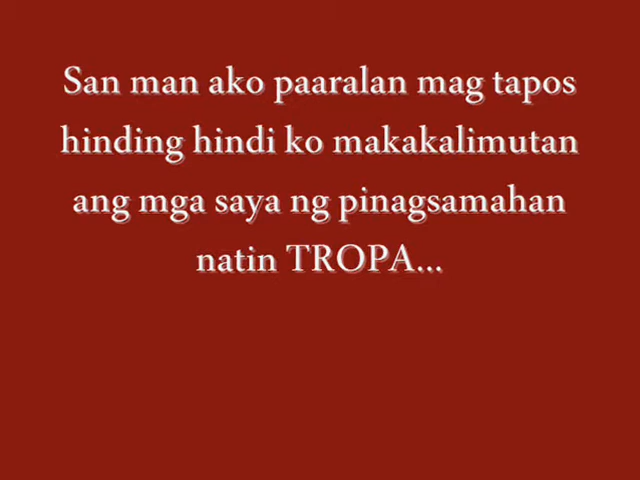 San man ako paaralan mag tapos
hinding hindi ko makakalimutan
ang mga saya ng pinagsamahan
natin TROPA...